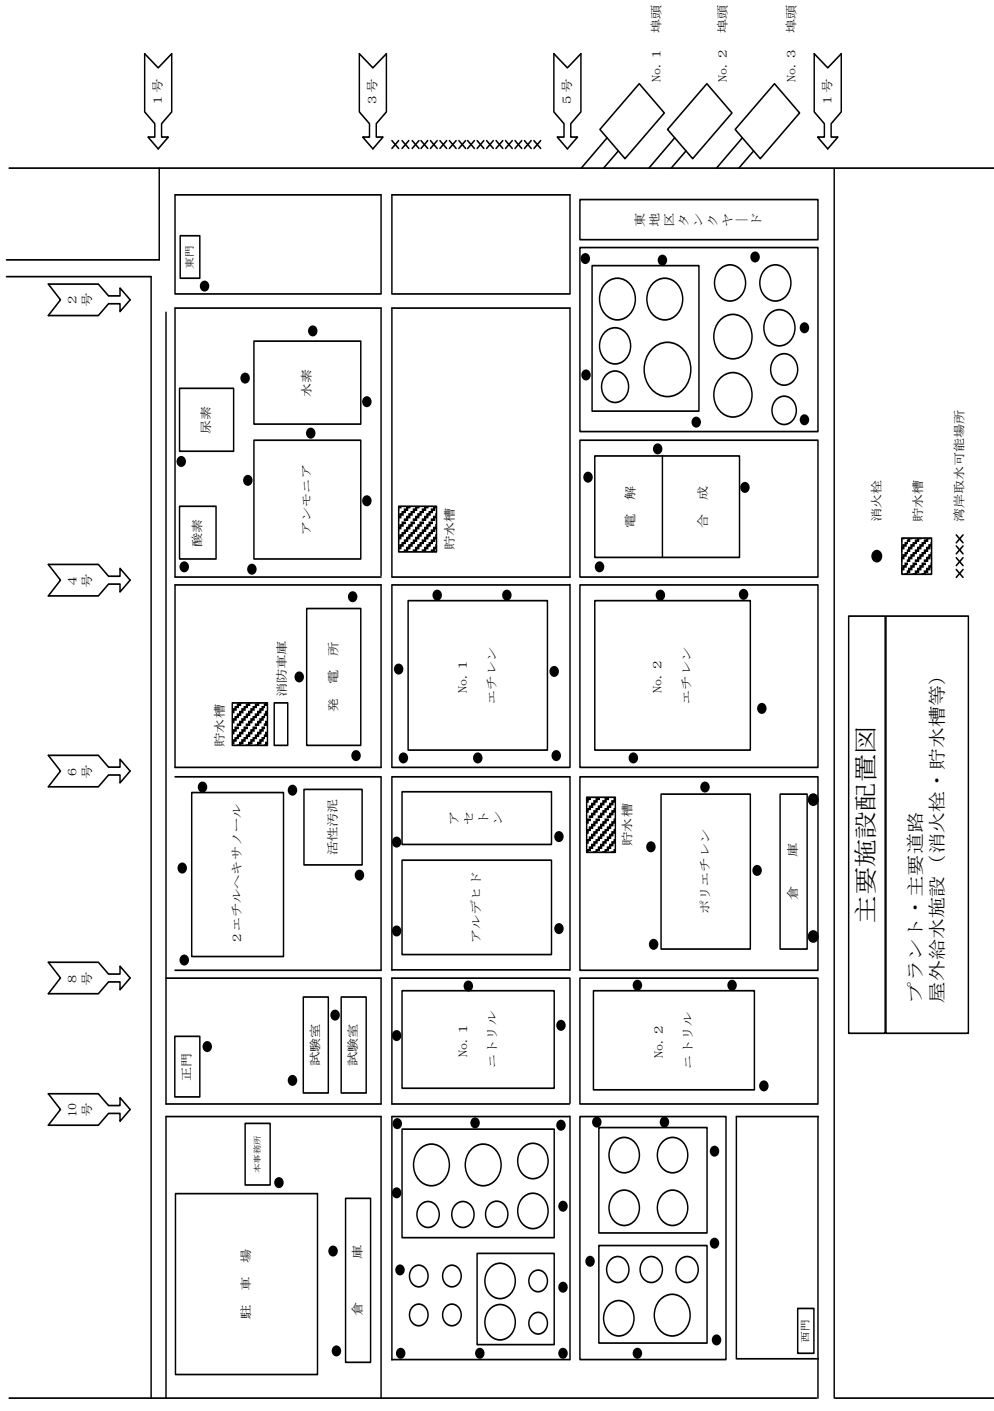 1号
3号
5号
1号
2号
4号
6号
8号
10号
No. 1 埠頭
No. 2 埠頭
No. 3 埠頭
東門
尿素
水素
酸素
アンモニア
貯水槽
東地区タンクヤード
電解
合成
貯水槽
消防車庫
発電所
No. 1
エチレン
No. 2
エチレン
2エチルヘキサノール
活性汚泥
アセトン
アルデヒド
貯水槽
ポリエチレン
倉庫
正門
試験室
試験室
No. 1
ニトリル
No. 2
ニトリル
本事務所
駐車場
倉庫
西門
消火栓
貯水槽
湾岸取水可能場所
主要施設配置図
プラント・主要道路
屋外給水施設（消火栓・貯水槽等）